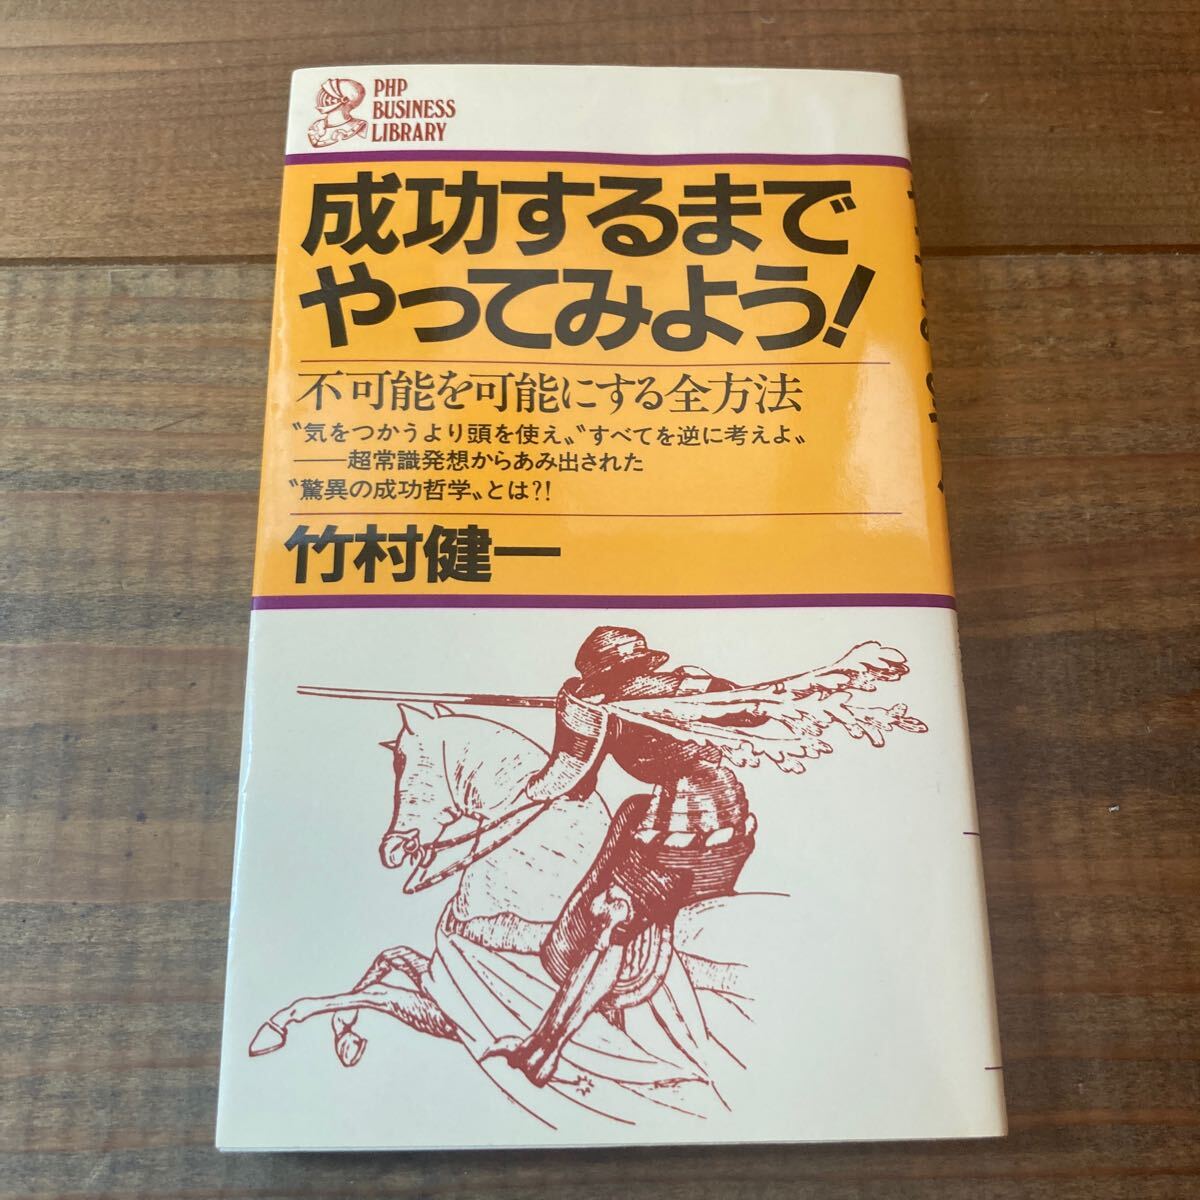 PHP
BUSINESS
LIBRARY
成功するまで
やってみよう!
不可能を可能にする全方法
〝気をつかうより頭を使え〟〝すべてを逆に考えよ〟
——超常識発想からあみ出された
〝驚異の成功哲学〟とは?!
竹村健一